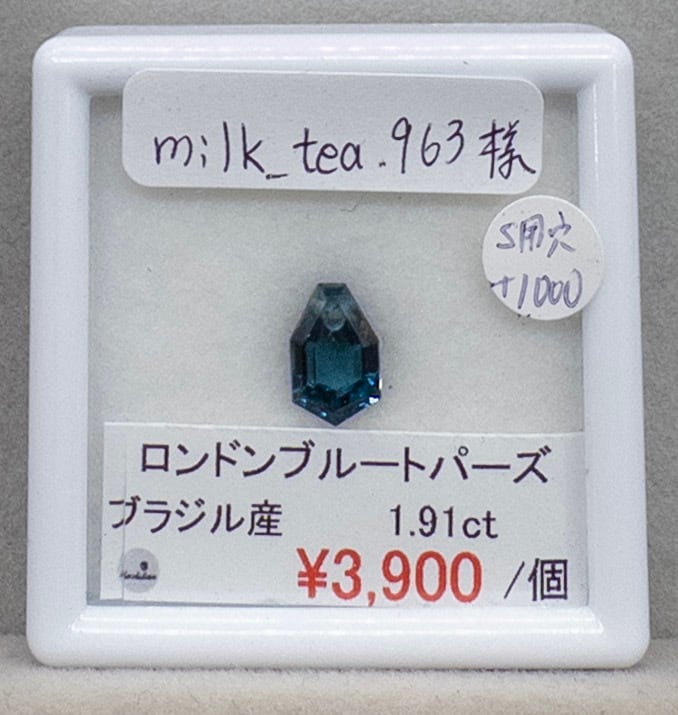 milk_tea.963様
S用穴
+1000
ロンドンブルートパーズ
ブラジル産 1.91ct
¥3,900 /個